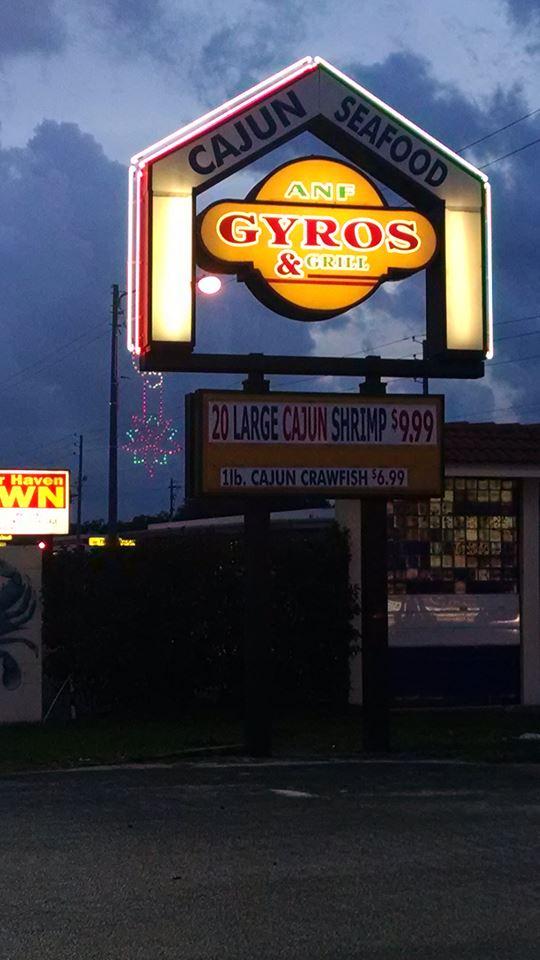 CAJUN SEAFOOD
ANF
GYROS
& GRILL
20 LARGE CAJUN SHRIMP $9.99
1lb. CAJUN CRAWFISH $6.99
r Haven
WN